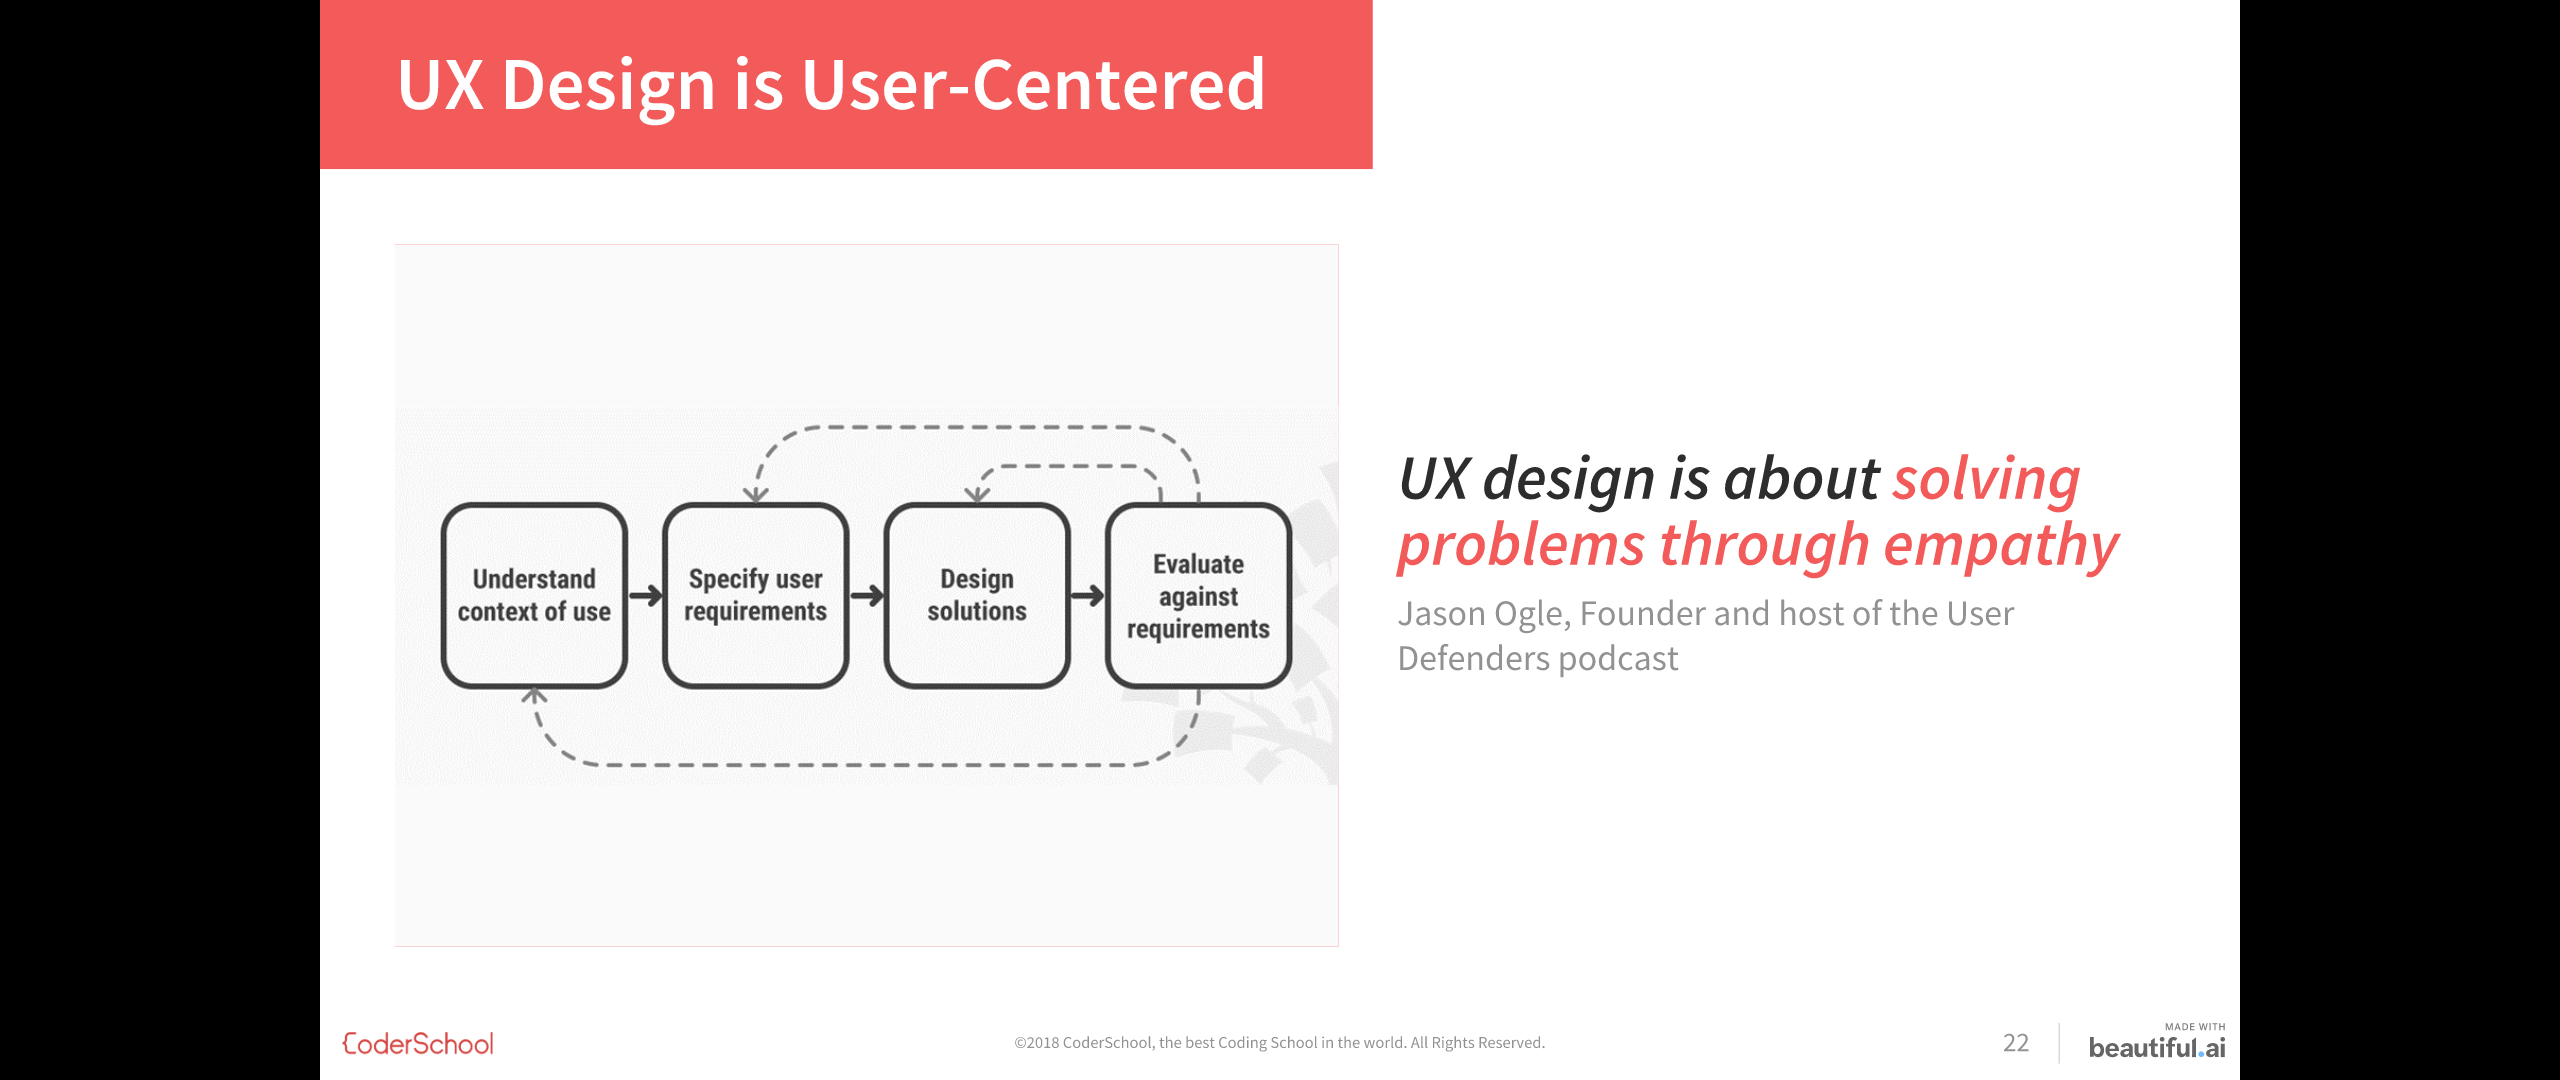 UX Design is User-Centered
Understand
context of use
Specify user
requirements
Design
solutions
Evaluate
against
requirements
UX design is about solving
problems through empathy
Jason Ogle, Founder and host of the User
Defenders podcast
CoderSchool
©2018 CoderSchool, the best Coding School in the world. All Rights Reserved.
22
MADE WITH
beautiful.ai